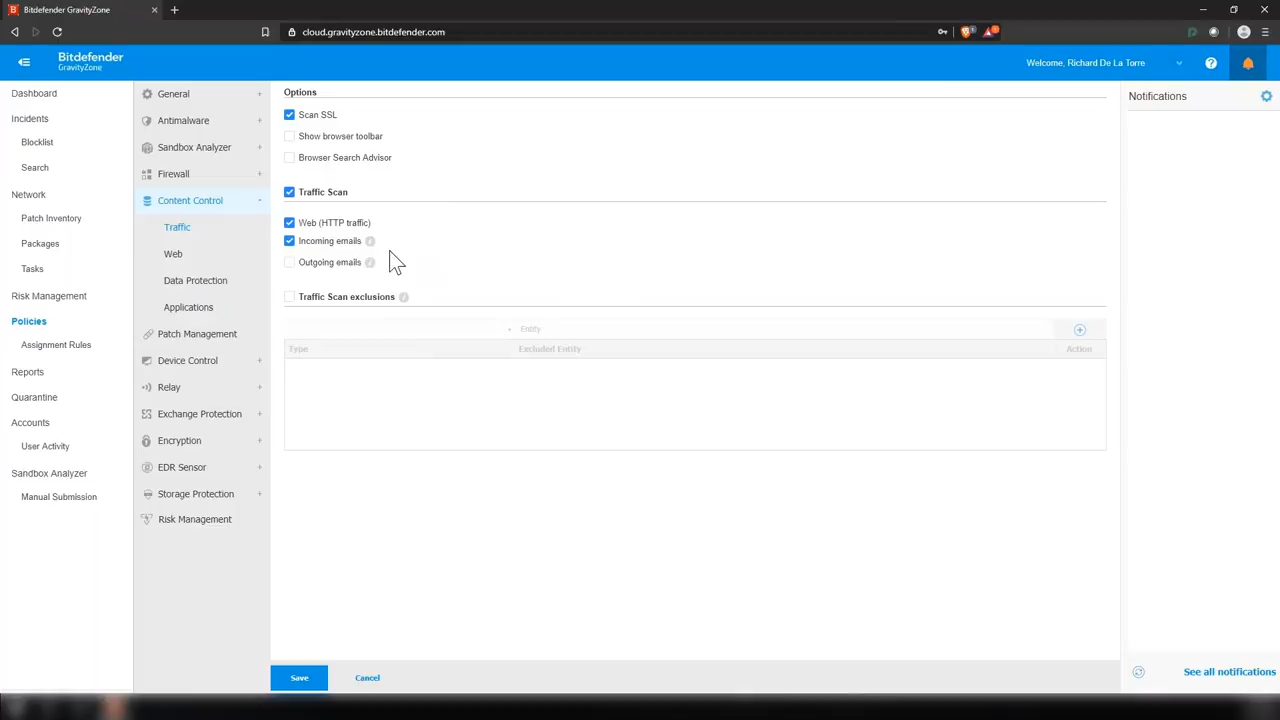 Bitdefender GravityZone
cloud.gravityzone.bitdefender.com
Bitdefender
GravityZone
Welcome, Richard De La Torre
Dashboard
Incidents
Blocklist
Search
Network
Patch Inventory
Packages
Tasks
Risk Management
Policies
Assignment Rules
Reports
Quarantine
Accounts
User Activity
Sandbox Analyzer
Manual Submission
General
Antimalware
Sandbox Analyzer
Firewall
Content Control
Traffic
Web
Data Protection
Applications
Patch Management
Device Control
Relay
Exchange Protection
Encryption
EDR Sensor
Storage Protection
Risk Management
Options
Scan SSL
Show browser toolbar
Browser Search Advisor
Traffic Scan
Web (HTTP traffic)
Incoming emails
Outgoing emails
Traffic Scan exclusions
Entity
Type Excluded Entity Action
Save Cancel
Notifications
See all notifications